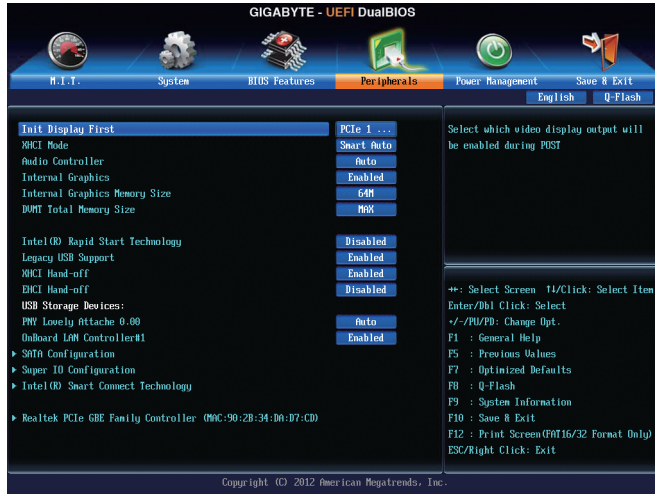 GIGABYTE - UEFI DualBIOS
M.I.T. System BIOS Features Peripherals Power Management Save & Exit
English Q-Flash
Init Display First PCIe 1 ...
XHCI Mode Smart Auto
Audio Controller Auto
Internal Graphics Enabled
Internal Graphics Memory Size 64M
DVMT Total Memory Size MAX
Intel(R) Rapid Start Technology Disabled
Legacy USB Support Enabled
XHCI Hand-off Enabled
EHCI Hand-off Disabled
USB Storage Devices:
PNY Lovely Attache 0.00 Auto
OnBoard LAN Controller#1 Enabled
SATA Configuration
Super IO Configuration
Intel(R) Smart Connect Technology
Realtek PCIe GBE Family Controller (MAC:90:2B:34:DA:D7:CD)
Select which video display output will
be enabled during POST
↔: Select Screen ↑↓/Click: Select Item
Enter/Dbl Click: Select
+/-/PU/PD: Change Opt.
F1 : General Help
F5 : Previous Values
F7 : Optimized Defaults
F8 : Q-Flash
F9 : System Information
F10 : Save & Exit
F12 : Print Screen(FAT16/32 Format Only)
ESC/Right Click: Exit
Copyright (C) 2012 American Megatrends, Inc.